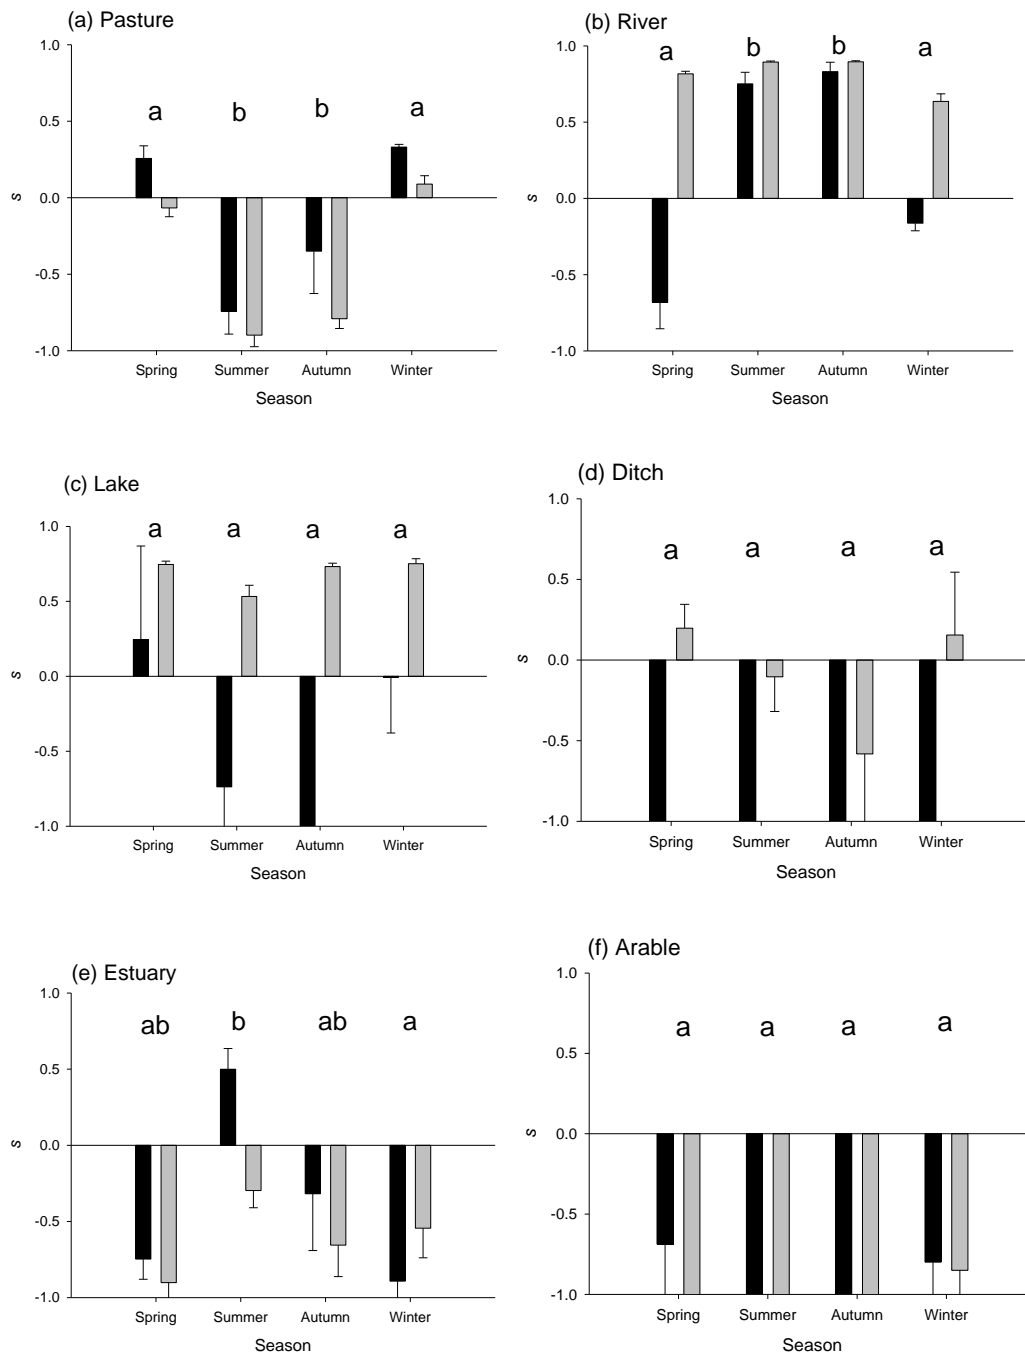 (a) Pasture
1.0
0.5
0.0
-0.5
-1.0
s
a
b
b
a
Spring
Summer
Autumn
Winter
Season
(b) River
1.0
0.5
0.0
-0.5
-1.0
s
a
b
b
a
Spring
Summer
Autumn
Winter
Season
(c) Lake
1.0
0.5
0.0
-0.5
-1.0
s
a
a
a
a
Spring
Summer
Autumn
Winter
Season
(d) Ditch
1.0
0.5
0.0
-0.5
-1.0
s
a
a
a
a
Spring
Summer
Autumn
Winter
Season
(e) Estuary
1.0
0.5
0.0
-0.5
-1.0
s
ab
b
ab
a
Spring
Summer
Autumn
Winter
Season
(f) Arable
1.0
0.5
0.0
-0.5
-1.0
s
a
a
a
a
Spring
Summer
Autumn
Winter
Season